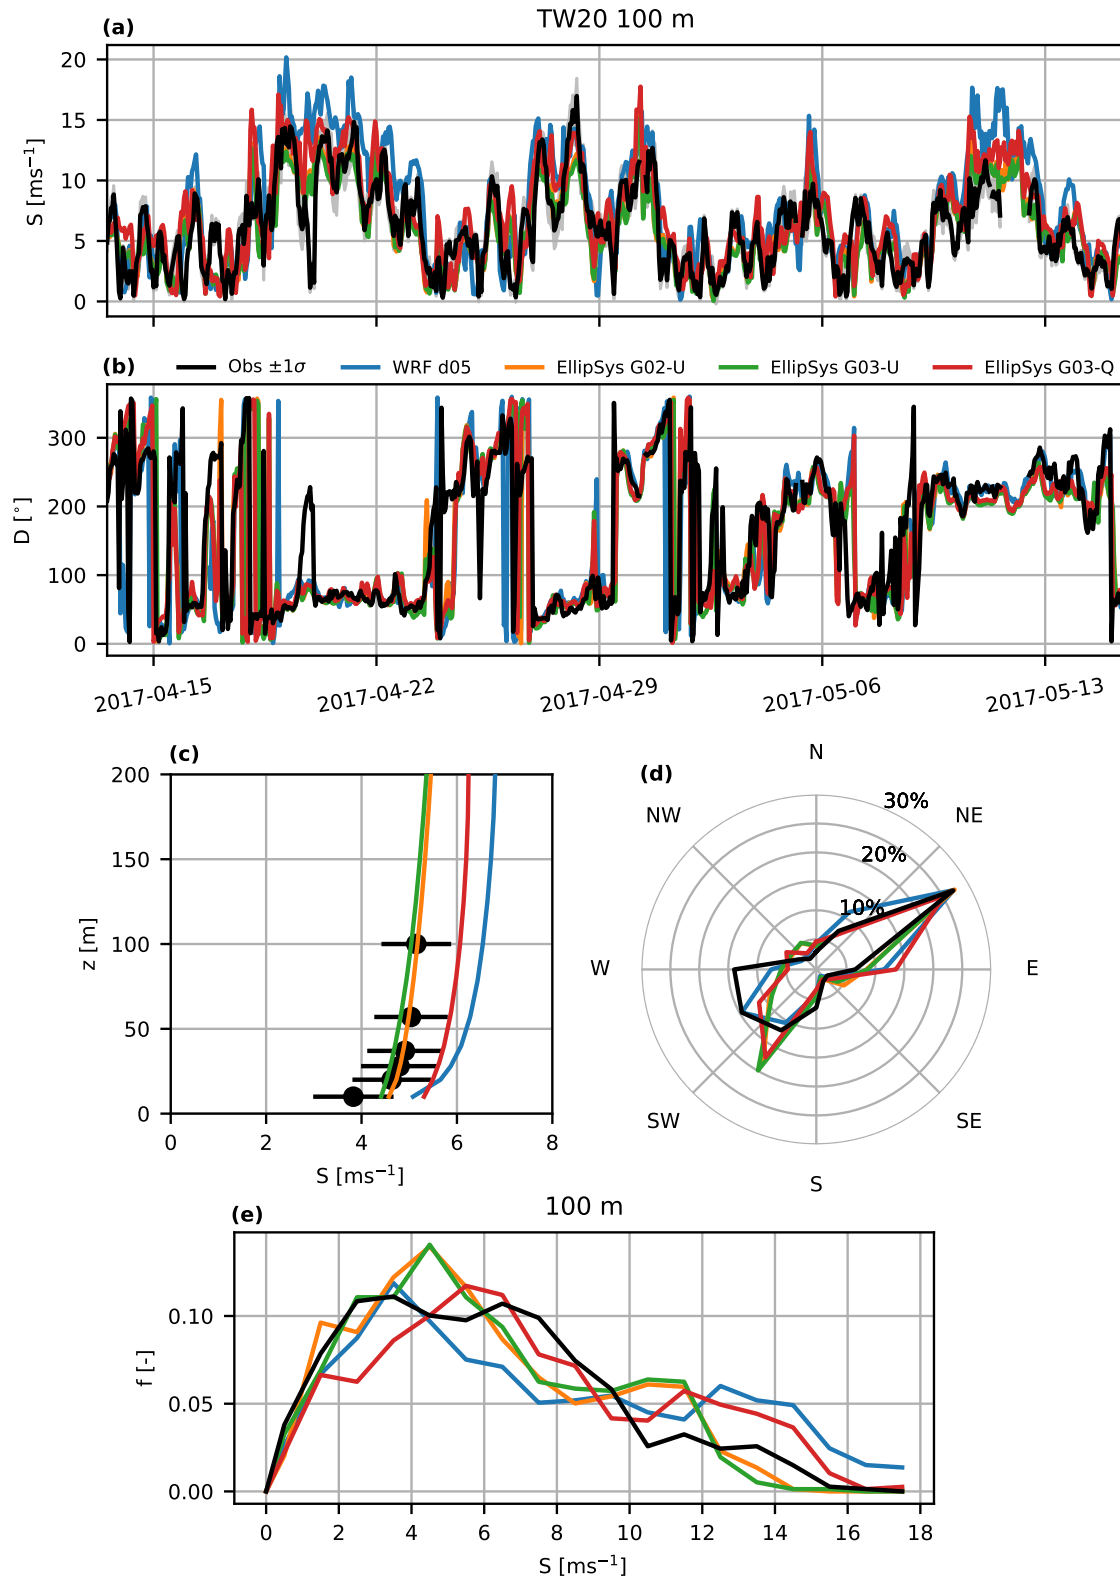 TW20 100 m
(a)
S [ms⁻¹]
20
15
10
5
0
(b)
Obs ±1σ
WRF d05
EllipSys G02-U
EllipSys G03-U
EllipSys G03-Q
D [°]
300
200
100
0
2017-04-15
2017-04-22
2017-04-29
2017-05-06
2017-05-13
(c)
z [m]
200
150
100
50
0
0 2 4 6 8
S [ms⁻¹]
(d)
N
NE
E
SE
S
SW
W
NW
30%
20%
10%
100 m
(e)
f [-]
0.10
0.05
0.00
0 2 4 6 8 10 12 14 16 18
S [ms⁻¹]